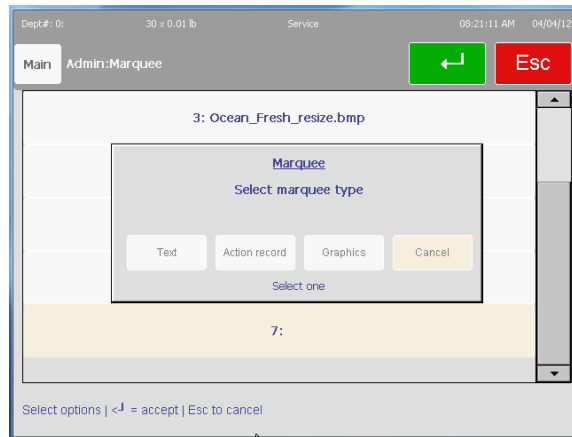 Dept#: 0: 30 x 0.01 lb Service 08:21:11 AM 04/04/12
Main Admin:Marquee Esc
3: Ocean_Fresh_resize.bmp
Marquee
Select marquee type
Text Action record Graphics Cancel
Select one
7:
Select options | <┘ = accept | Esc to cancel